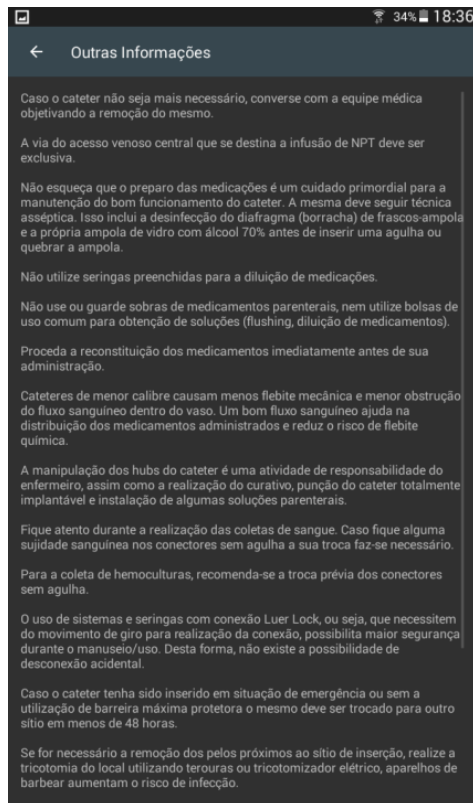 34% 18:36
Outras Informações
Caso o cateter não seja mais necessário, converse com a equipe médica
objetivando a remoção do mesmo.
A via do acesso venoso central que se destina a infusão de NPT deve ser
exclusiva.
Não esqueça que o preparo das medicações é um cuidado primordial para a
manutenção do bom funcionamento do cateter. A mesma deve seguir técnica
asséptica. Isso inclui a desinfecção do diafragma (borracha) de frascos-ampola
e a própria ampola de vidro com álcool 70% antes de inserir uma agulha ou
quebrar a ampola.
Não utilize seringas preenchidas para a diluição de medicações.
Não use ou guarde sobras de medicamentos parenterais, nem utilize bolsas de
uso comum para obtenção de soluções (flushing, diluição de medicamentos).
Proceda a reconstituição dos medicamentos imediatamente antes de sua
administração.
Cateteres de menor calibre causam menos flebite mecânica e menor obstrução
do fluxo sanguíneo dentro do vaso. Um bom fluxo sanguíneo ajuda na
distribuição dos medicamentos administrados e reduz o risco de flebite
química.
A manipulação dos hubs do cateter é uma atividade de responsabilidade do
enfermeiro, assim como a realização do curativo, punção do cateter totalmente
implantável e instalação de algumas soluções parenterais.
Fique atento durante a realização das coletas de sangue. Caso fique alguma
sujidade sanguínea nos conectores sem agulha a sua troca faz-se necessário.
Para a coleta de hemoculturas, recomenda-se a troca prévia dos conectores
sem agulha.
O uso de sistemas e seringas com conexão Luer Lock, ou seja, que necessitem
do movimento de giro para realização da conexão, possibilita maior segurança
durante o manuseio/uso. Desta forma, não existe a possibilidade de
desconexão acidental.
Caso o cateter tenha sido inserido em situação de emergência ou sem a
utilização de barreira máxima protetora o mesmo deve ser trocado para outro
sítio em menos de 48 horas.
Se for necessário a remoção dos pelos próximos ao sítio de inserção, realize a
tricotomia do local utilizando terouras ou tricotomizador elétrico, aparelhos de
barbear aumentam o risco de infecção.